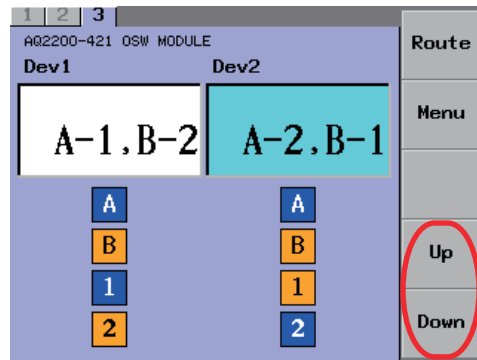 1 2 3
AQ2200-421 OSW MODULE
Route
Dev1 Dev2
Menu
A-1,B-2 A-2,B-1
A A
B B
Up
1 1
2 2
Down